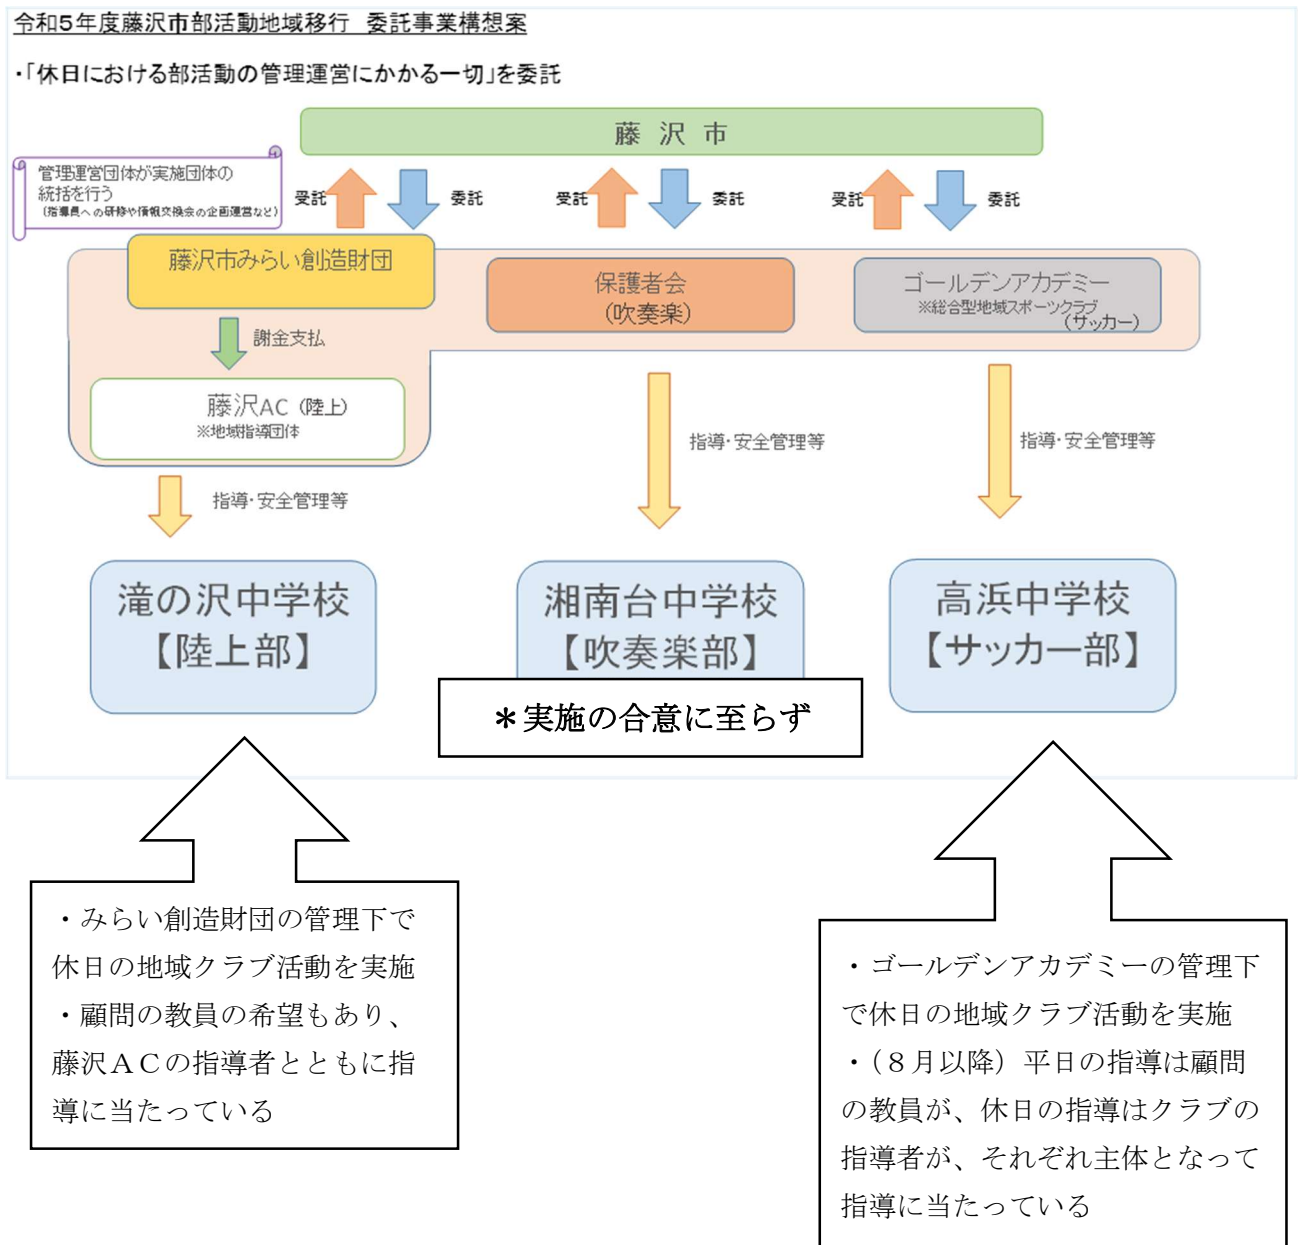 令和5年度藤沢市部活動地域移行　委託事業構想案
・「休日における部活動の管理運営にかかる一切」を委託
藤 沢 市
管理運営団体が実施団体の
統括を行う
（指導員への研修や情報交換会の企画運営など）
受託
委託
受託
委託
受託
委託
藤沢市みらい創造財団
謝金支払
藤沢AC（陸上）
※地域指導団体
保護者会
（吹奏楽）
ゴールデンアカデミー
※総合型地域スポーツクラブ
（サッカー）
指導・安全管理等
指導・安全管理等
指導・安全管理等
滝の沢中学校
【陸上部】
湘南台中学校
【吹奏楽部】
高浜中学校
【サッカー部】
＊実施の合意に至らず
・みらい創造財団の管理下で
休日の地域クラブ活動を実施
・顧問の教員の希望もあり、
藤沢ＡＣの指導者とともに指
導に当たっている
・ゴールデンアカデミーの管理下
で休日の地域クラブ活動を実施
・（８月以降）平日の指導は顧問
の教員が、休日の指導はクラブの
指導者が、それぞれ主体となって
指導に当たっている